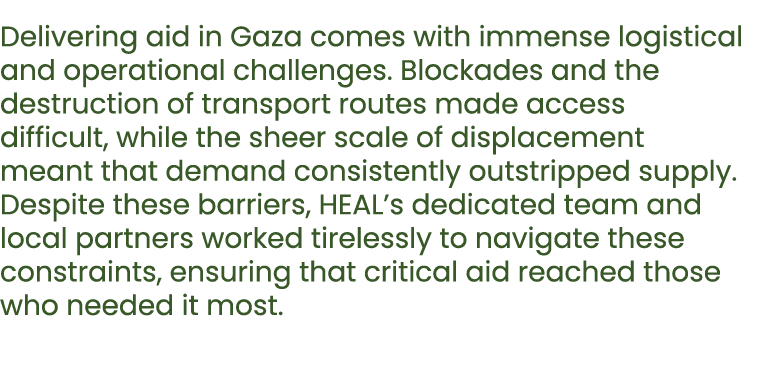 Delivering aid in Gaza comes with immense logistical
and operational challenges. Blockades and the
destruction of transport routes made access
difficult, while the sheer scale of displacement
meant that demand consistently outstripped supply.
Despite these barriers, HEAL’s dedicated team and
local partners worked tirelessly to navigate these
constraints, ensuring that critical aid reached those
who needed it most.